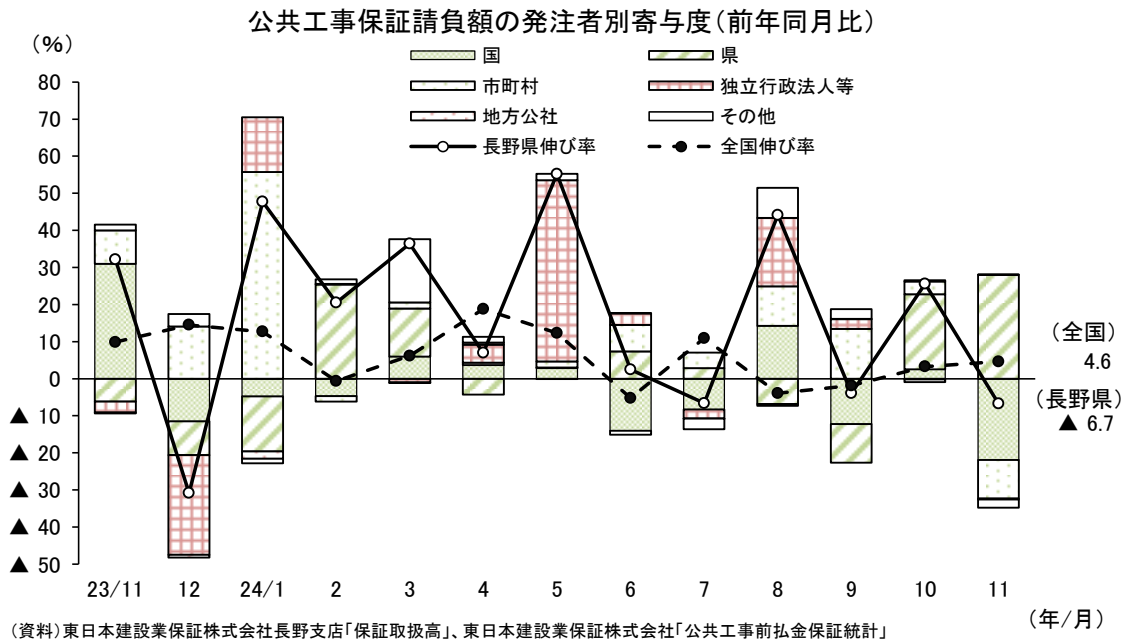 公共工事保証請負額の発注者別寄与度(前年同月比)
(%)
国
県
市町村
独立行政法人等
地方公社
その他
長野県伸び率
全国伸び率
80
70
60
50
40
30
20
10
0
▲ 10
▲ 20
▲ 30
▲ 40
▲ 50
(全国)
4.6
(長野県)
▲ 6.7
23/11 12 24/1 2 3 4 5 6 7 8 9 10 11
(年/月)
(資料)東日本建設業保証株式会社長野支店「保証取扱高」、東日本建設業保証株式会社「公共工事前払金保証統計」